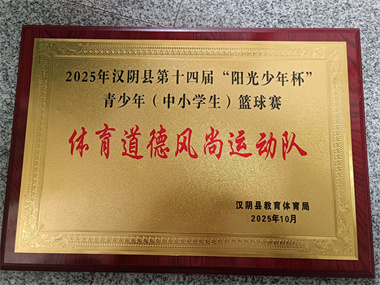 2025年汉阴县第十四届“阳光少年杯”
青少年（中小学生）篮球赛
体育道德风尚运动队
汉阴县教育体育局
2025年10月